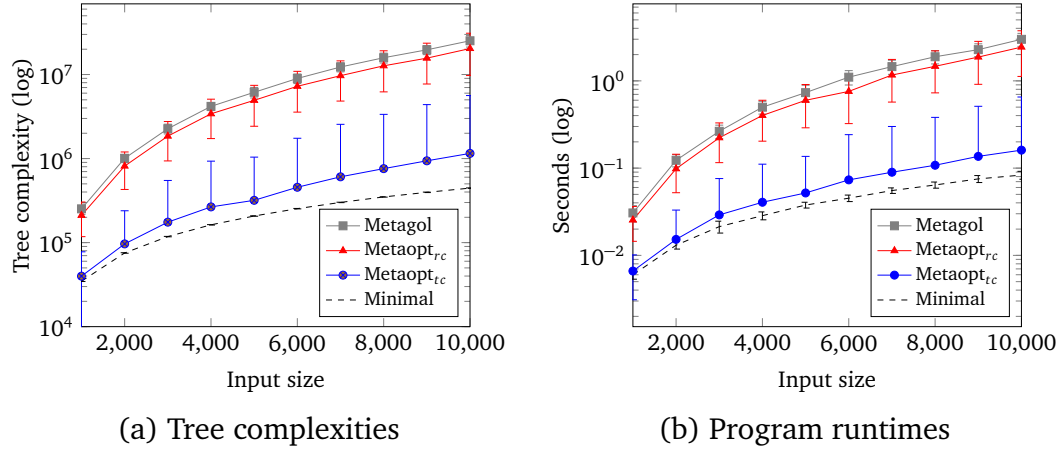 Tree complexity (log)
10^7
10^6
10^5
10^4
2,000 4,000 6,000 8,000 10,000
Input size
Metagol
Metaopt_rc
Metaopt_tc
Minimal
(a) Tree complexities
Seconds (log)
10^0
10^−1
10^−2
2,000 4,000 6,000 8,000 10,000
Input size
Metagol
Metaopt_rc
Metaopt_tc
Minimal
(b) Program runtimes